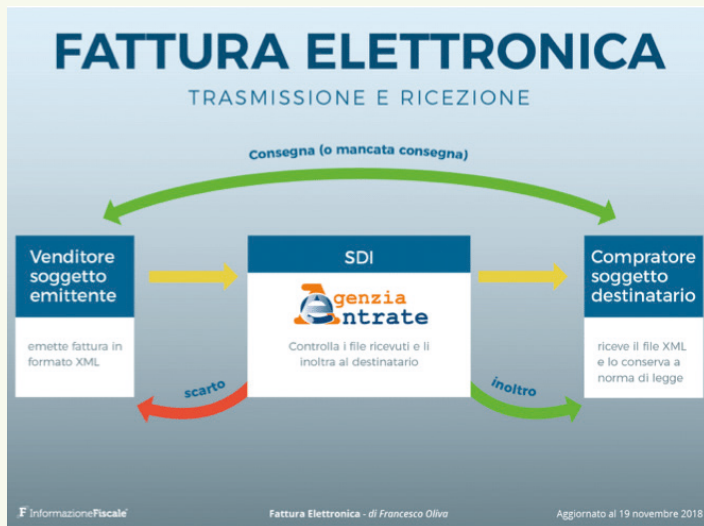 FATTURA ELETTRONICA
TRASMISSIONE E RICEZIONE
Consegna (o mancata consegna)
Venditore
soggetto
emittente
emette fattura in
formato XML
SDI
Agenzia
Entrate
Controlla i file ricevuti e li
inoltra al destinatario
Compratore
soggetto
destinatario
riceve il file XML
e lo conserva a
norma di legge
scarto
inoltro
InformazioneFiscale
Fattura Elettronica - di Francesco Oliva
Aggiornato al 19 novembre 2018